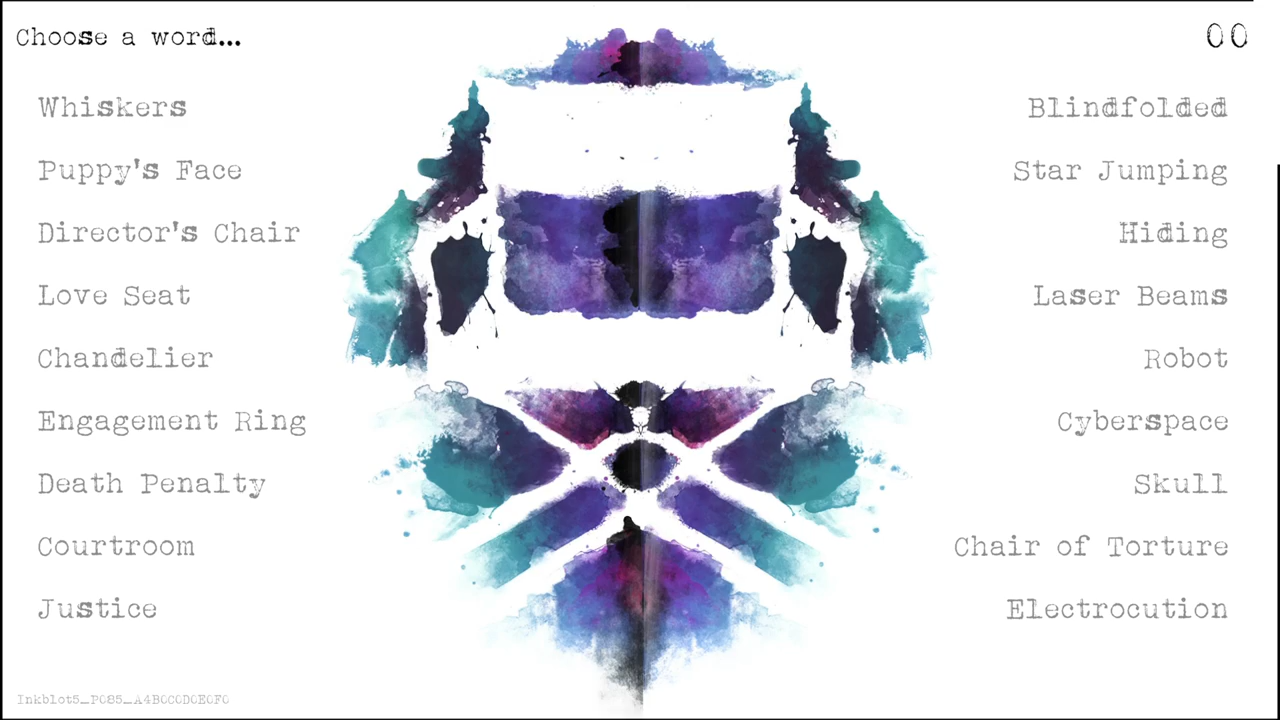 Choose a word...
00
Whiskers
Puppy's Face
Director's Chair
Love Seat
Chandelier
Engagement Ring
Death Penalty
Courtroom
Justice
Blindfolded
Star Jumping
Hiding
Laser Beams
Robot
Cyberspace
Skull
Chair of Torture
Electrocution
Inkblot5_P085_A4B0C0D0E0F0